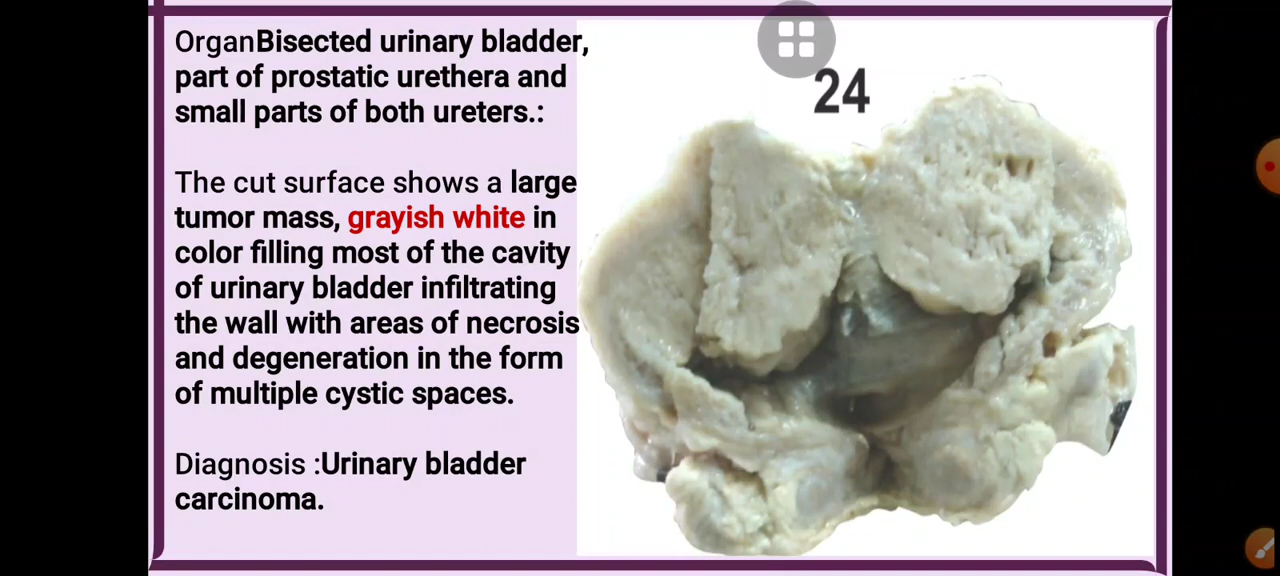 OrganBisected urinary bladder,
part of prostatic urethera and
small parts of both ureters.:
The cut surface shows a large
tumor mass, grayish white in
color filling most of the cavity
of urinary bladder infiltrating
the wall with areas of necrosis
and degeneration in the form
of multiple cystic spaces.
Diagnosis :Urinary bladder
carcinoma.
24